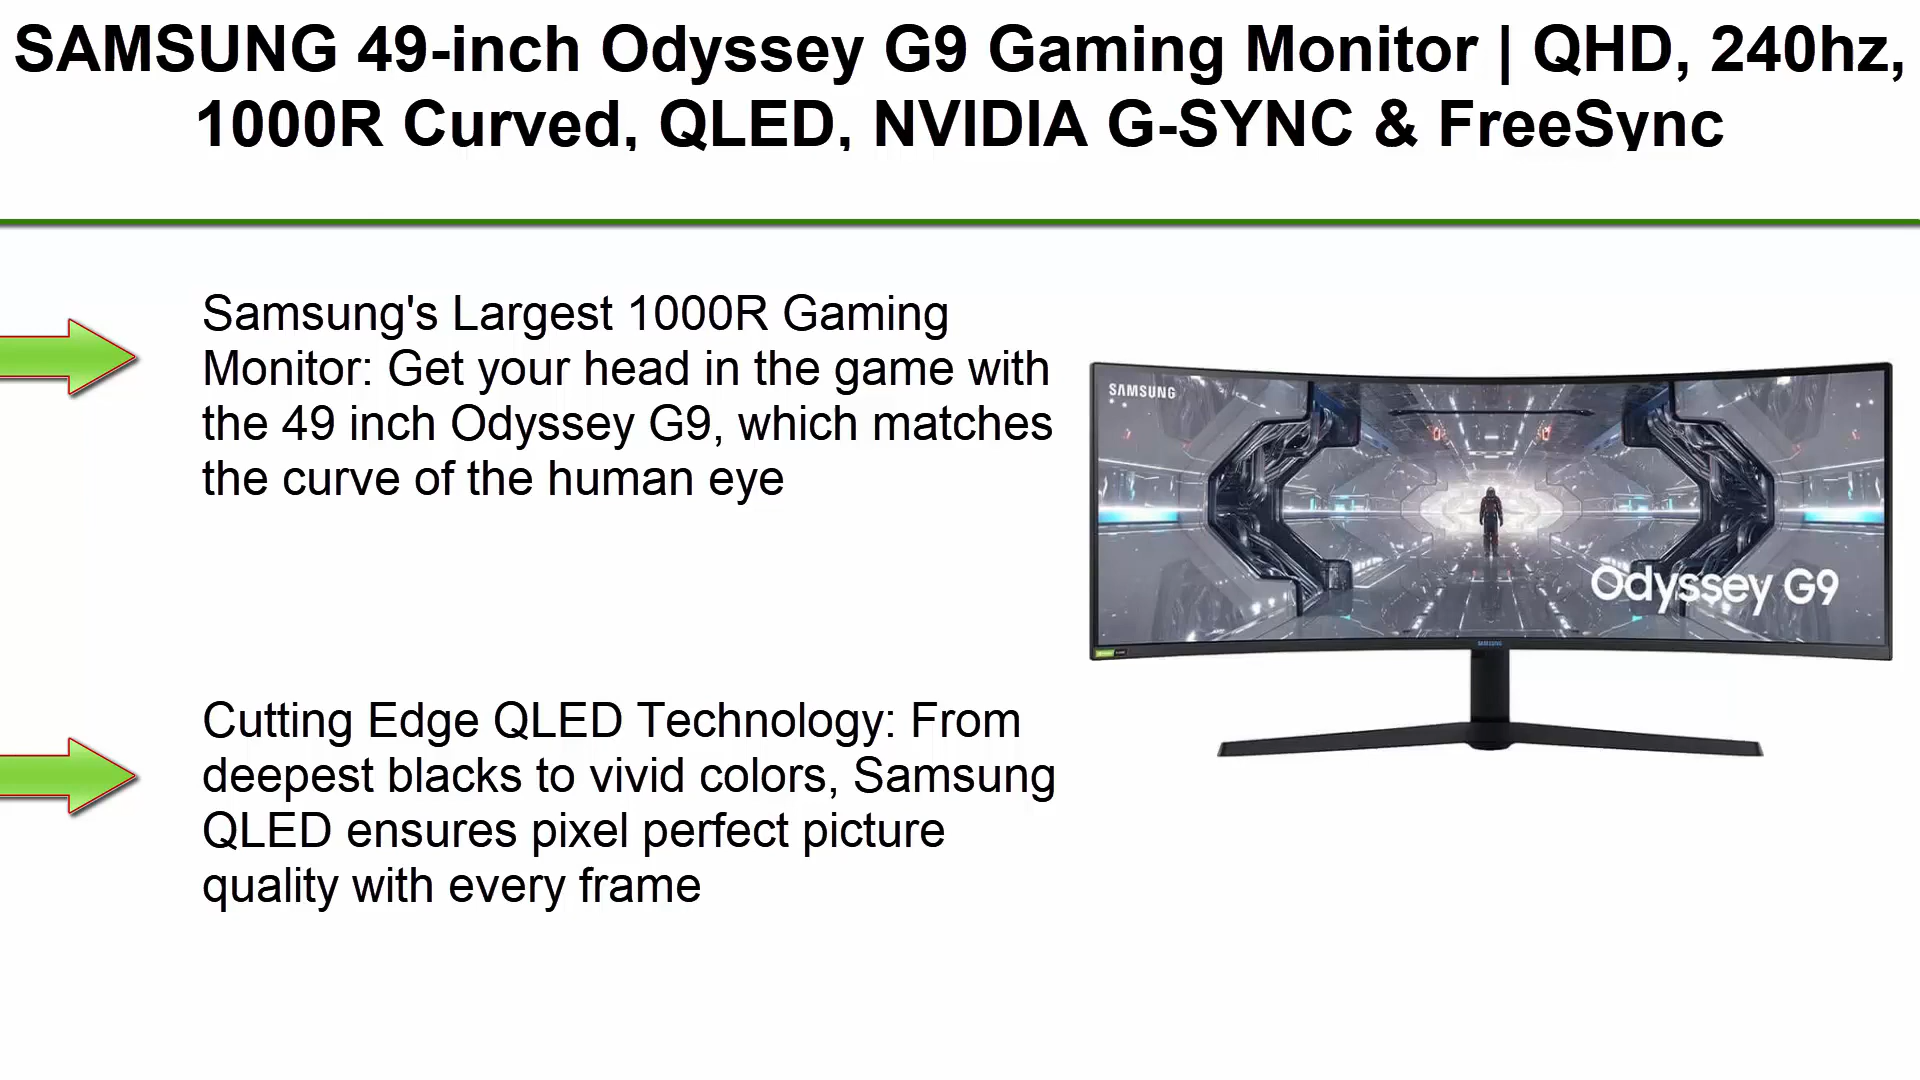 SAMSUNG 49-inch Odyssey G9 Gaming Monitor | QHD, 240hz,
1000R Curved, QLED, NVIDIA G-SYNC & FreeSync
Samsung's Largest 1000R Gaming
Monitor: Get your head in the game with
the 49 inch Odyssey G9, which matches
the curve of the human eye
SAMSUNG
Odyssey G9
SAMSUNG
Cutting Edge QLED Technology: From
deepest blacks to vivid colors, Samsung
QLED ensures pixel perfect picture
quality with every frame